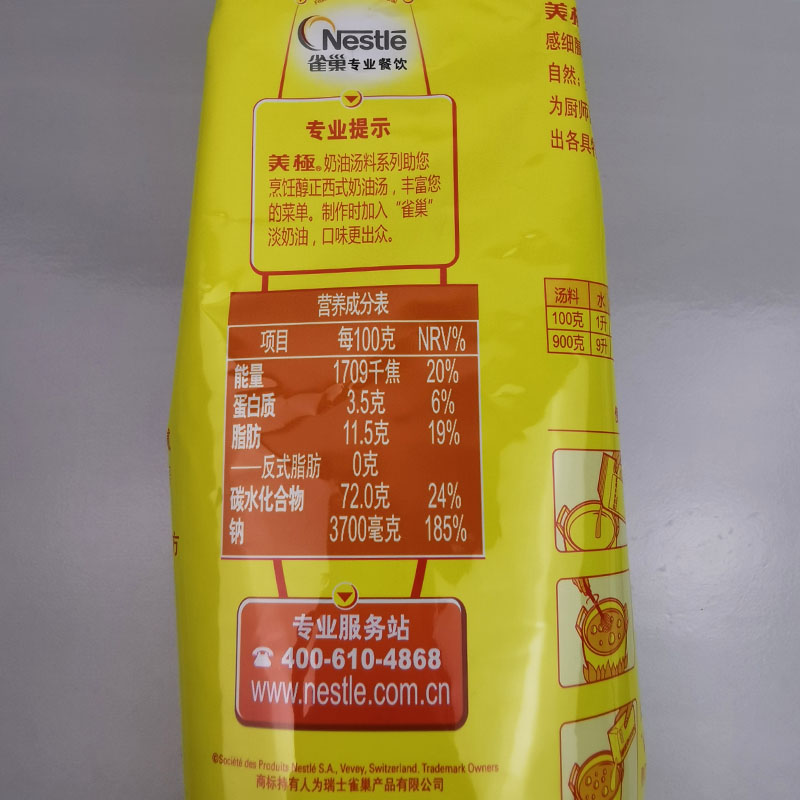 Nestlé
雀巢专业餐饮
专业提示
美極®奶油汤料系列助您
烹饪醇正西式奶油汤，丰富您
的菜单。制作时加入“雀巢”
淡奶油，口味更出众。
营养成分表
项目 每100克 NRV%
能量 1709千焦 20%
蛋白质 3.5克 6%
脂肪 11.5克 19%
——反式脂肪 0克
碳水化合物 72.0克 24%
钠 3700毫克 185%
专业服务站
☎ 400-610-4868
www.nestle.com.cn
©Société des Produits Nestlé S.A., Vevey, Switzerland, Trademark Owners
商标持有人为瑞士雀巢产品有限公司
美極
感细腻
自然；
为厨师
出各具特
汤料 水
100克 1升
900克 9升
方